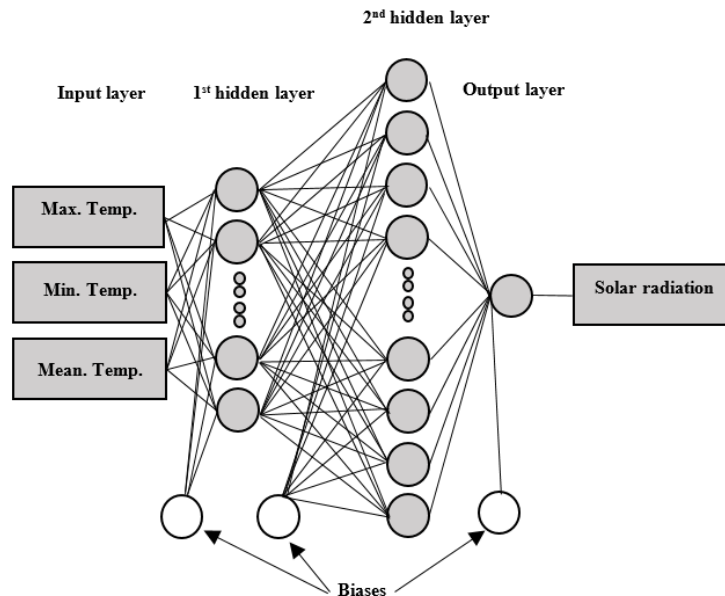 2nd hidden layer
Input layer
1st hidden layer
Output layer
Max. Temp.
Min. Temp.
Mean. Temp.
Solar radiation
Biases